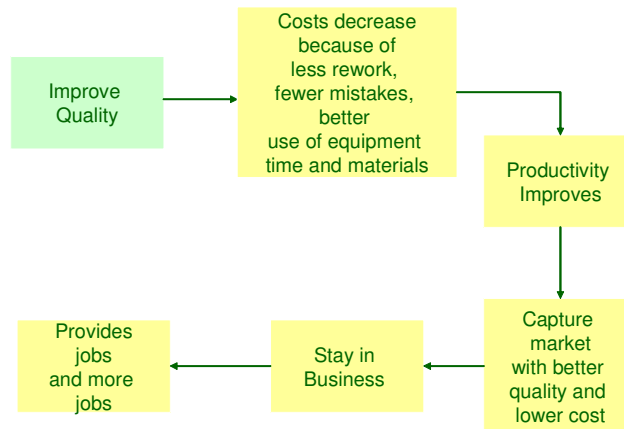 Improve
Quality
Costs decrease
because of
less rework,
fewer mistakes,
better
use of equipment
time and materials
Productivity
Improves
Capture
market
with better
quality and
lower cost
Stay in
Business
Provides
jobs
and more
jobs